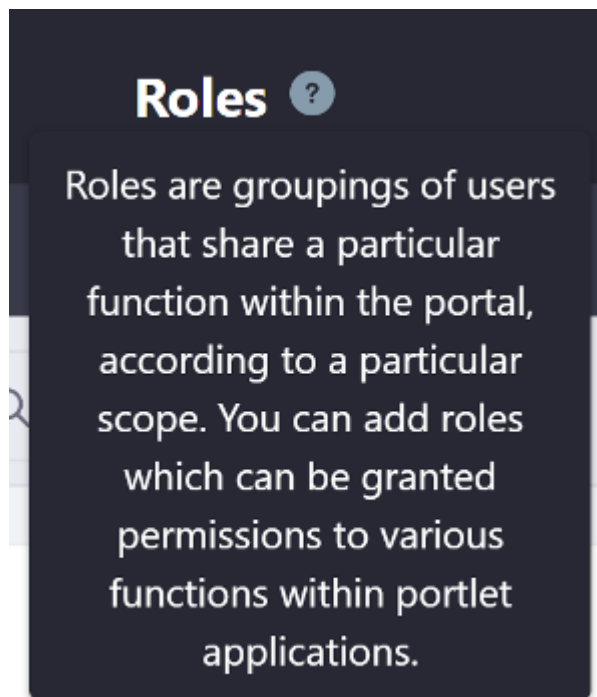 Roles ?
Roles are groupings of users
that share a particular
function within the portal,
according to a particular
scope. You can add roles
which can be granted
permissions to various
functions within portlet
applications.